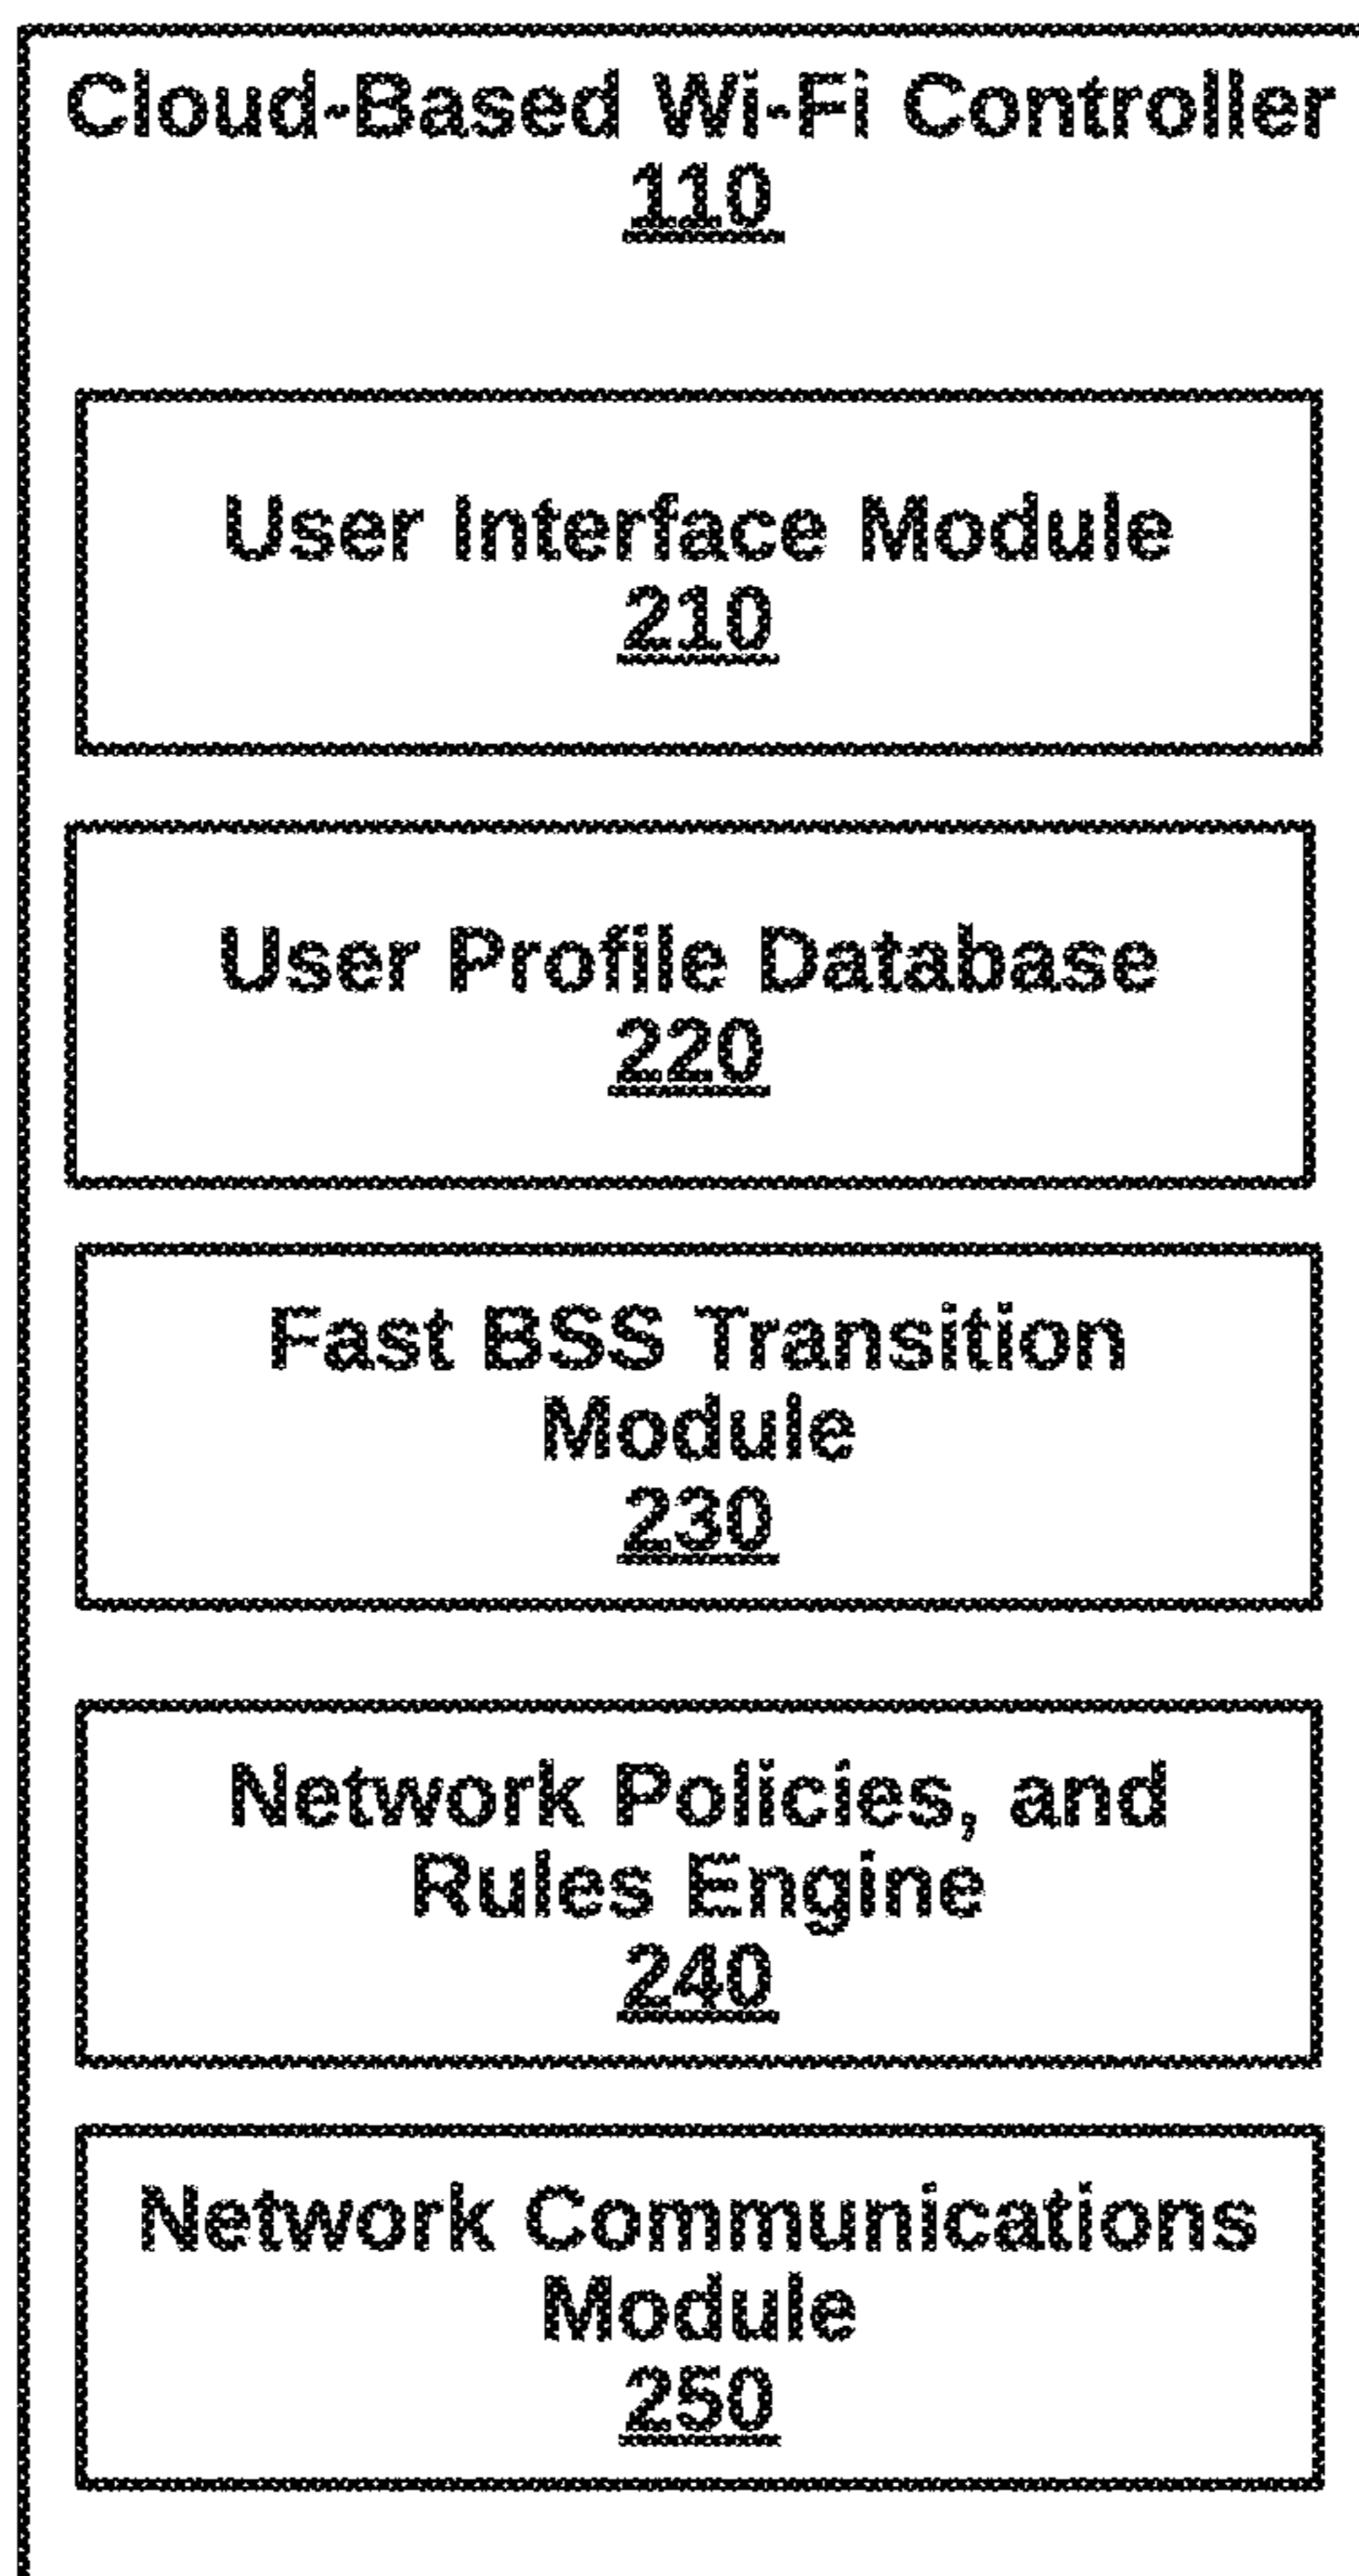 Cloud-Based Wi-Fi Controller
110
User Interface Module
210
User Profile Database
220
Fast BSS Transition
Module
230
Network Policies, and
Rules Engine
240
Network Communications
Module
250